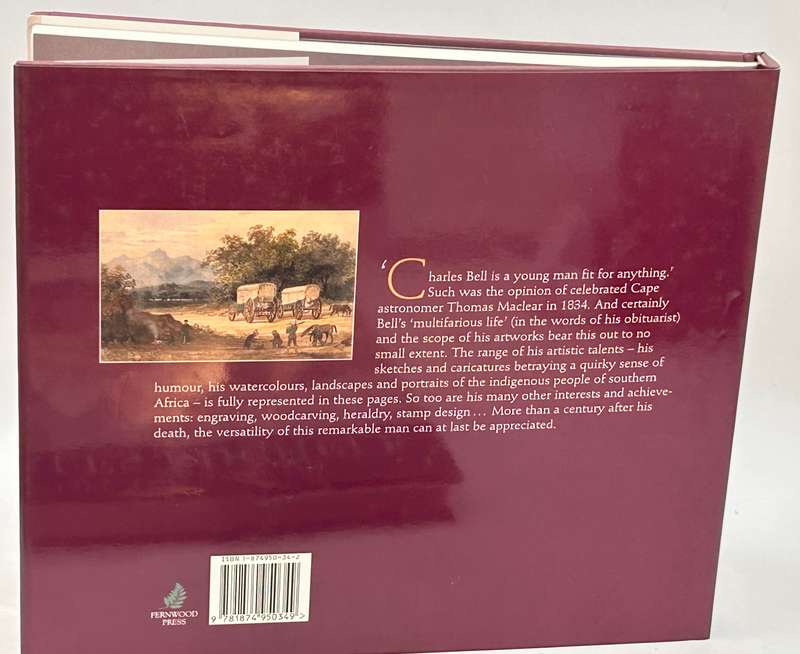 ‘Charles Bell is a young man fit for anything.’
Such was the opinion of celebrated Cape
astronomer Thomas Maclear in 1834. And certainly
Bell’s ‘multifarious life’ (in the words of his obituarist)
and the scope of his artworks bear this out to no
small extent. The range of his artistic talents – his
sketches and caricatures betraying a quirky sense of
humour, his watercolours, landscapes and portraits of the indigenous people of southern
Africa – is fully represented in these pages. So too are his many other interests and achieve-
ments: engraving, woodcarving, heraldry, stamp design … More than a century after his
death, the versatility of this remarkable man can at last be appreciated.
ISBN 1-874950-34-2
9 781874 950349 >
FERNWOOD
PRESS